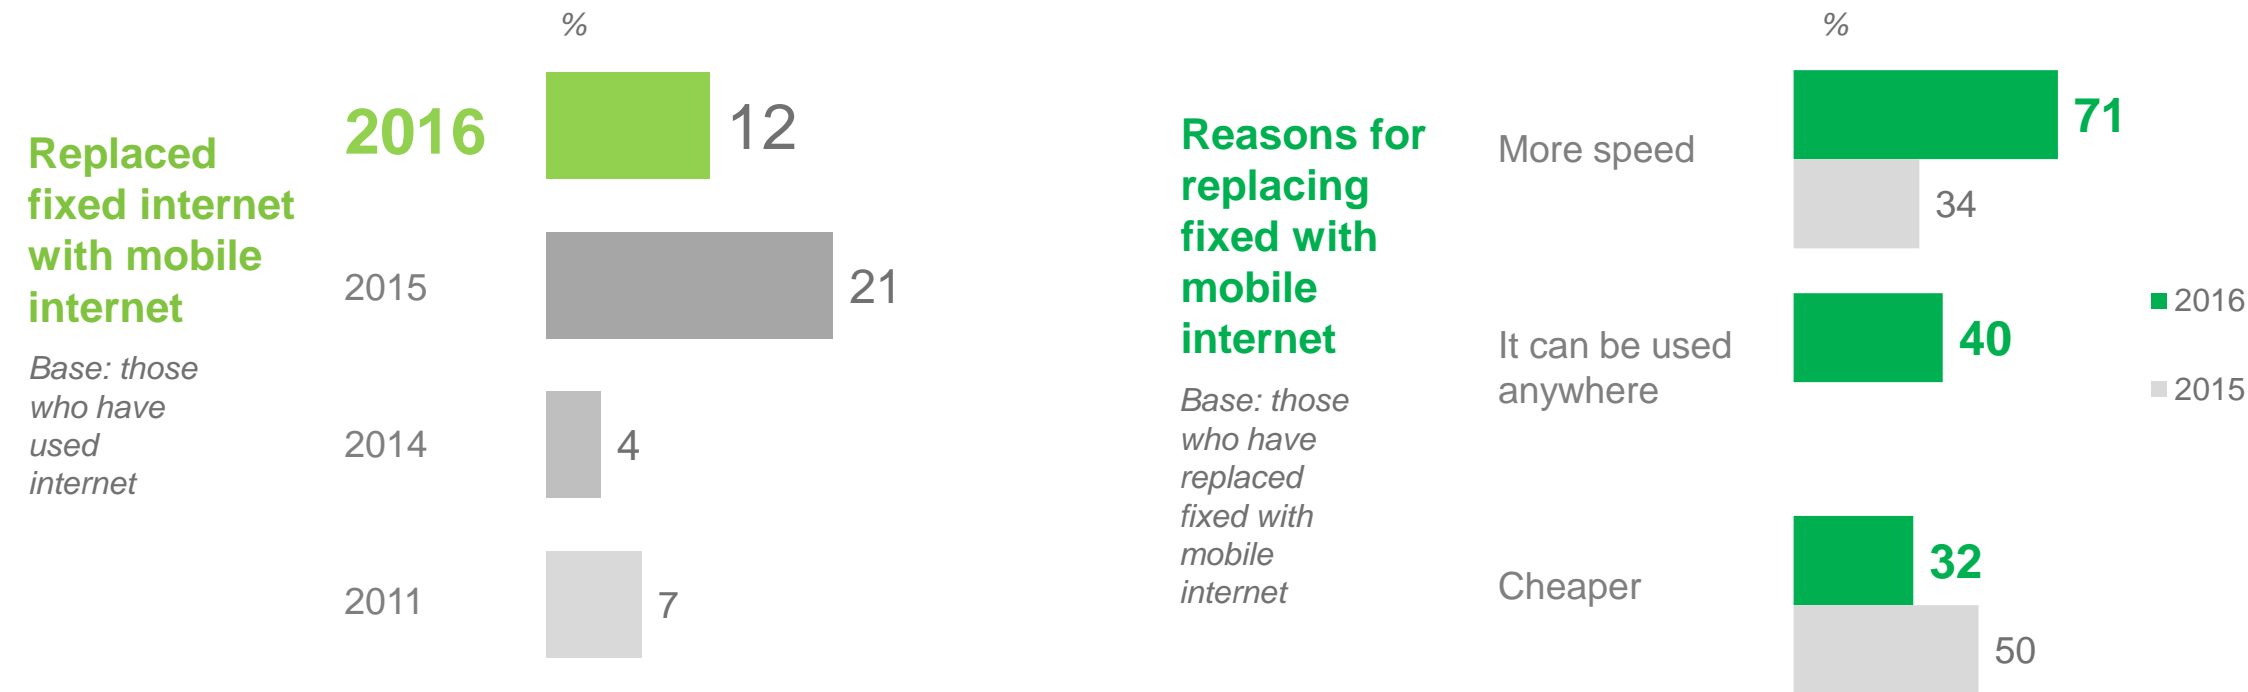 %
Replaced
fixed internet
with mobile
internet
Base: those
who have
used
internet
2016
12
2015
21
2014
4
2011
7
%
Reasons for
replacing
fixed with
mobile
internet
Base: those
who have
replaced
fixed with
mobile
internet
More speed
71
34
It can be used
anywhere
40
Cheaper
32
50
2016
2015